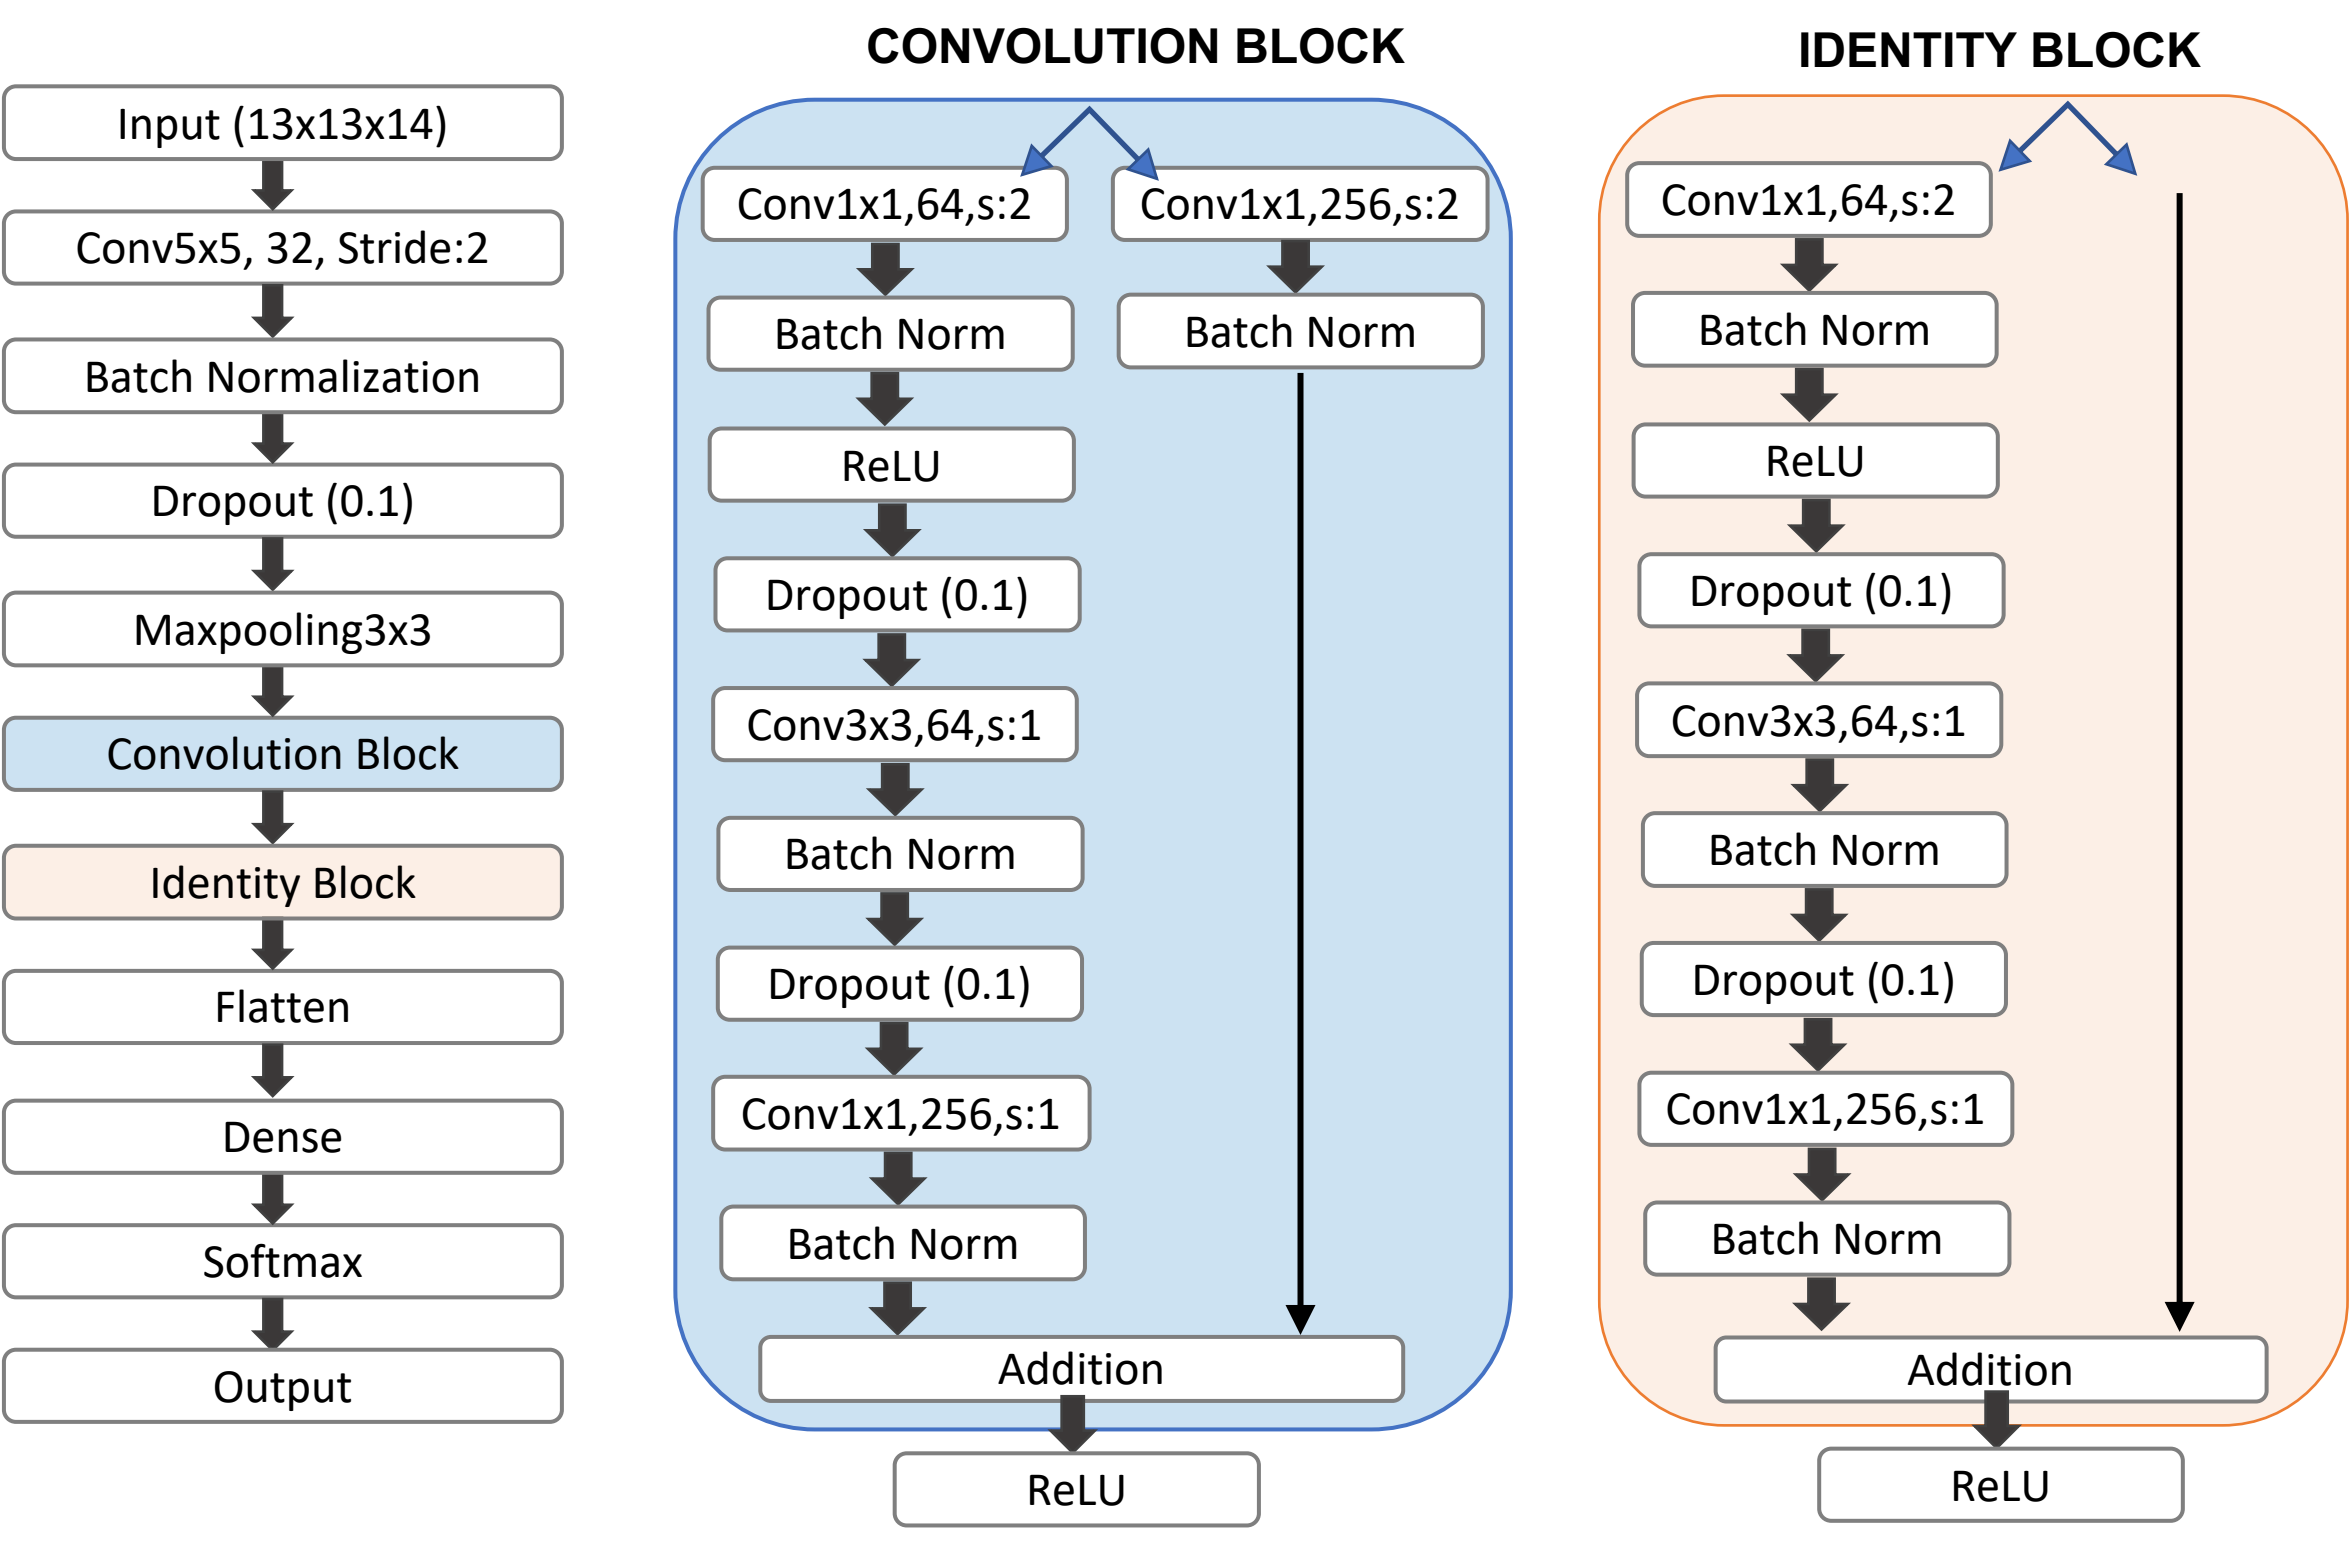 Input (13x13x14)
Conv5x5, 32, Stride:2
Batch Normalization
Dropout (0.1)
Maxpooling3x3
Convolution Block
Identity Block
Flatten
Dense
Softmax
Output
CONVOLUTION BLOCK
Conv1x1,64,s:2
Batch Norm
ReLU
Dropout (0.1)
Conv3x3,64,s:1
Batch Norm
Dropout (0.1)
Conv1x1,256,s:1
Batch Norm
Conv1x1,256,s:2
Batch Norm
Addition
ReLU
IDENTITY BLOCK
Conv1x1,64,s:2
Batch Norm
ReLU
Dropout (0.1)
Conv3x3,64,s:1
Batch Norm
Dropout (0.1)
Conv1x1,256,s:1
Batch Norm
Addition
ReLU